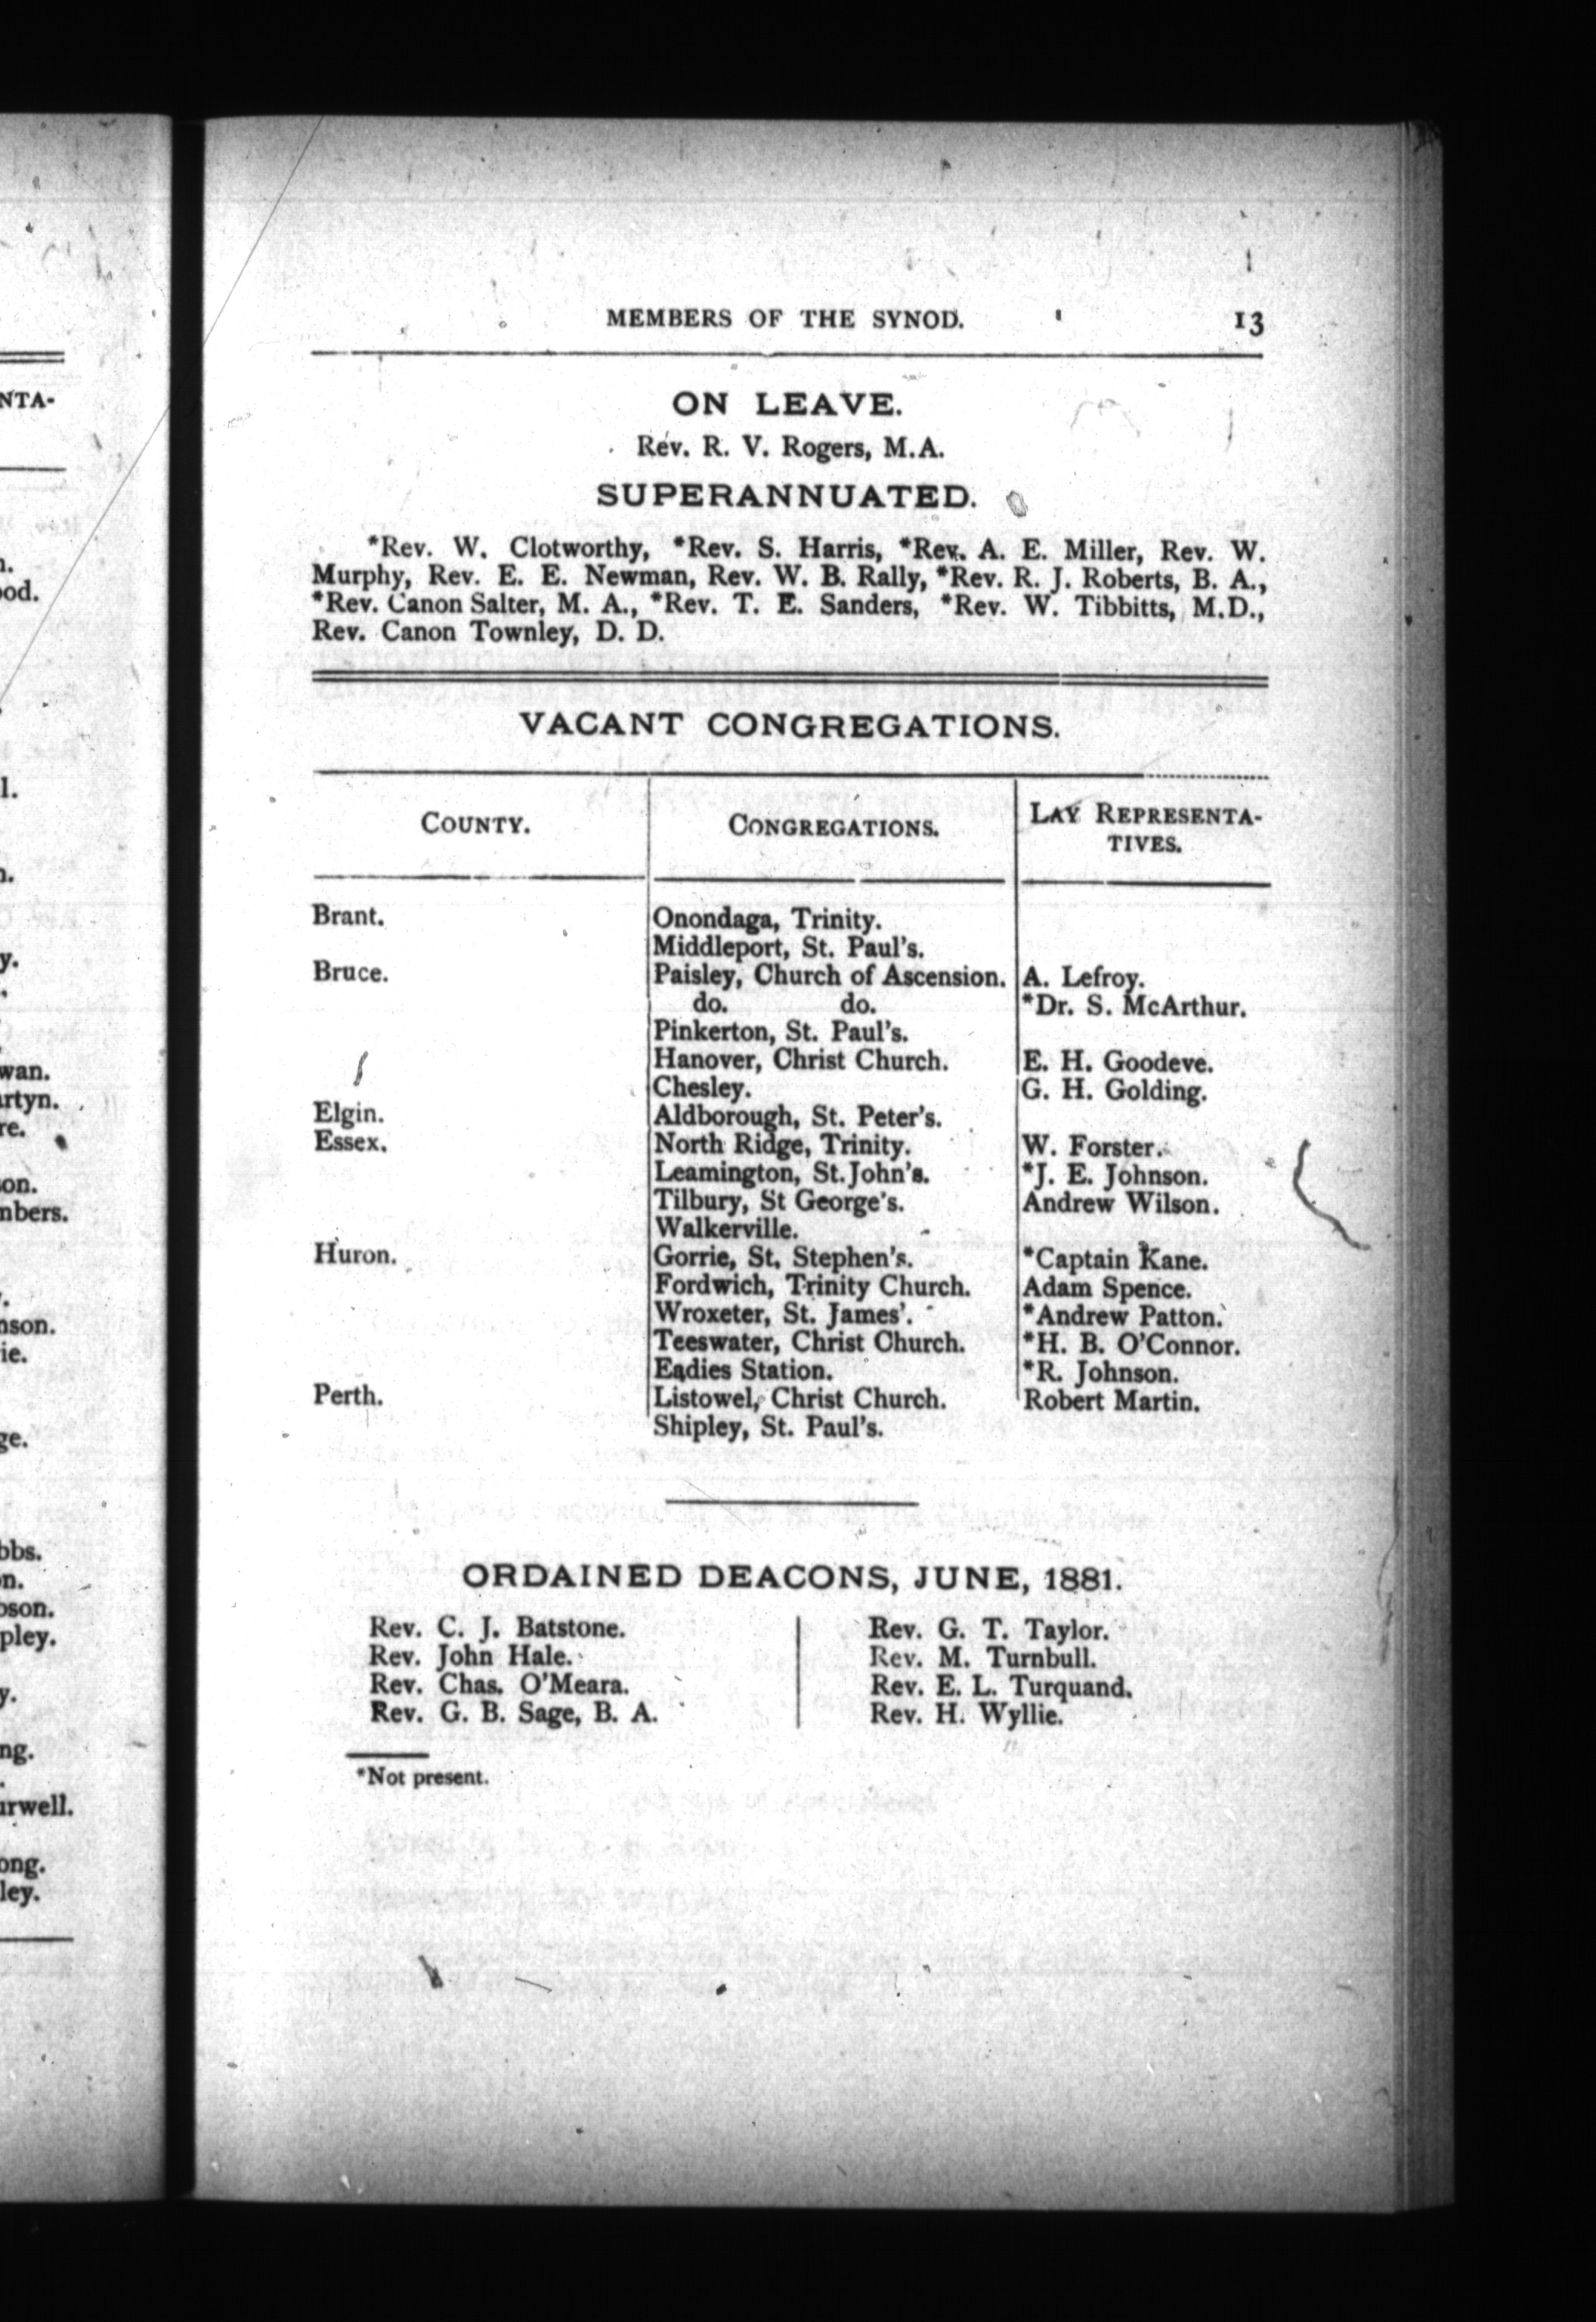 MEMBERS OF THE SYNOD. 13
ON LEAVE.
Rev. R. V. Rogers, M.A.
SUPERANNUATED.
*Rev. W. Clotworthy, *Rev. S. Harris, *Rev. A. E. Miller, Rev. W.
Murphy, Rev. E. E. Newman, Rev. W. B. Rally, *Rev. R. J. Roberts, B. A.,
*Rev. Canon Salter, M. A., *Rev. T. E. Sanders, *Rev. W. Tibbitts, M.D.,
Rev. Canon Townley, D. D.
VACANT CONGREGATIONS.
COUNTY. CONGREGATIONS. LAY REPRESENTA-
TIVES.
Brant. Onondaga, Trinity.
Middleport, St. Paul's.
Bruce. Paisley, Church of Ascension. A. Lefroy.
do. do. *Dr. S. McArthur.
Pinkerton, St. Paul's.
Hanover, Christ Church. E. H. Goodeve.
Chesley. G. H. Golding.
Elgin. Aldborough, St. Peter's.
Essex. North Ridge, Trinity. W. Forster.
Leamington, St. John's. *J. E. Johnson.
Tilbury, St George's. Andrew Wilson.
Walkerville.
Huron. Gorrie, St. Stephen's. *Captain Kane.
Fordwich, Trinity Church. Adam Spence.
Wroxeter, St. James'. *Andrew Patton.
Teeswater, Christ Church. *H. B. O'Connor.
Eadies Station. *R. Johnson.
Perth. Listowel, Christ Church. Robert Martin.
Shipley, St. Paul's.
ORDAINED DEACONS, JUNE, 1881.
Rev. C. J. Batstone. Rev. G. T. Taylor.
Rev. John Hale. Rev. M. Turnbull.
Rev. Chas. O'Meara. Rev. E. L. Turquand.
Rev. G. B. Sage, B. A. Rev. H. Wyllie.
*Not present.